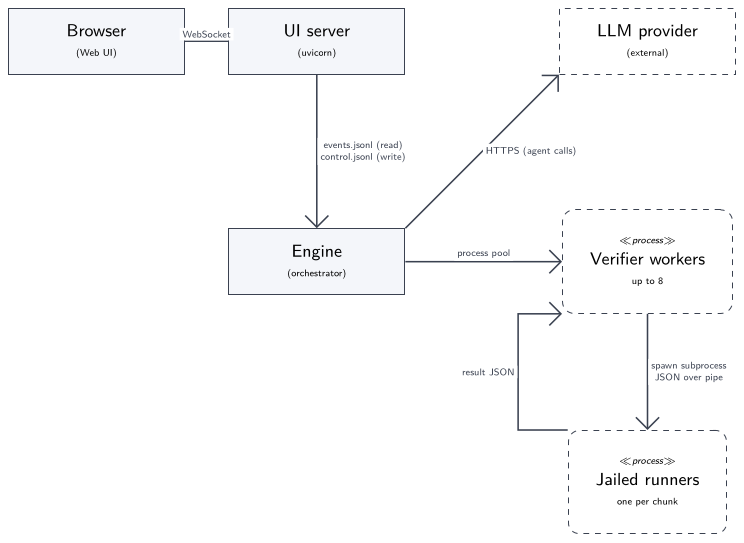 Browser
(Web UI)
WebSocket
UI server
(uvicorn)
LLM provider
(external)
events.jsonl (read)
control.jsonl (write)
HTTPS (agent calls)
Engine
(orchestrator)
process pool
≪process≫
Verifier workers
up to 8
result JSON
spawn subprocess
JSON over pipe
≪process≫
Jailed runners
one per chunk